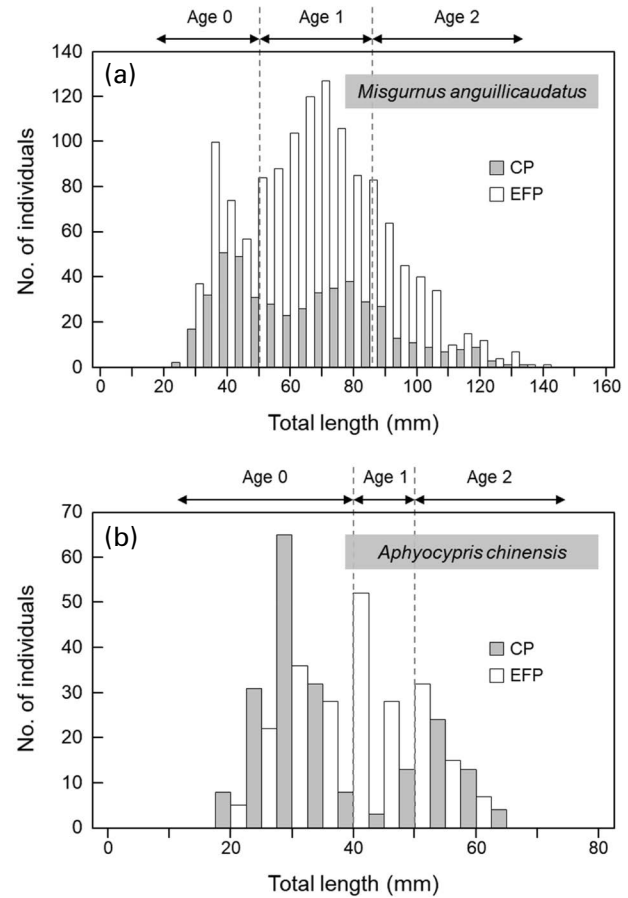 Age 0 Age 1 Age 2
140
120
100
80
60
40
20
0
No. of individuals
(a)
Misgurnus anguillicaudatus
CP
EFP
0 20 40 60 80 100 120 140 160
Total length (mm)
Age 0 Age 1 Age 2
70
60
50
40
30
20
10
0
No. of individuals
(b)
Aphyocypris chinensis
CP
EFP
0 20 40 60 80
Total length (mm)